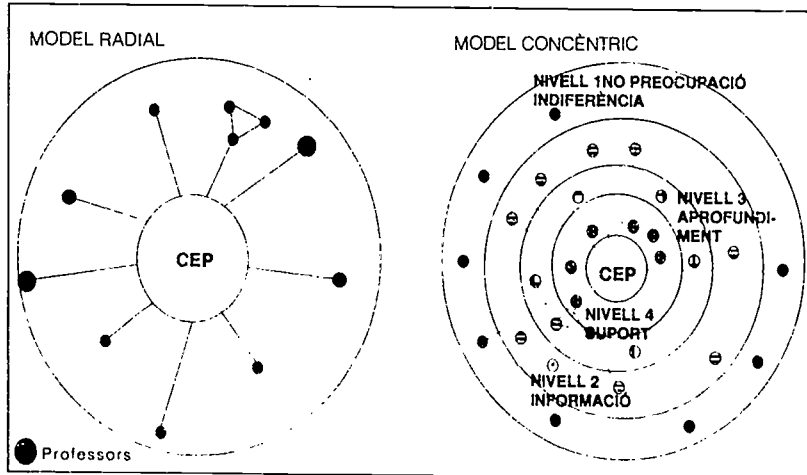 MODEL RADIAL
CEP
Professors
MODEL CONCÈNTRIC
NIVELL 1NO PREOCUPACIÓ
INDIFERÈNCIA
NIVELL 3
APROFUNDI-
MENT
CEP
NIVELL 4
SUPORT
NIVELL 2
INFORMACIÓ